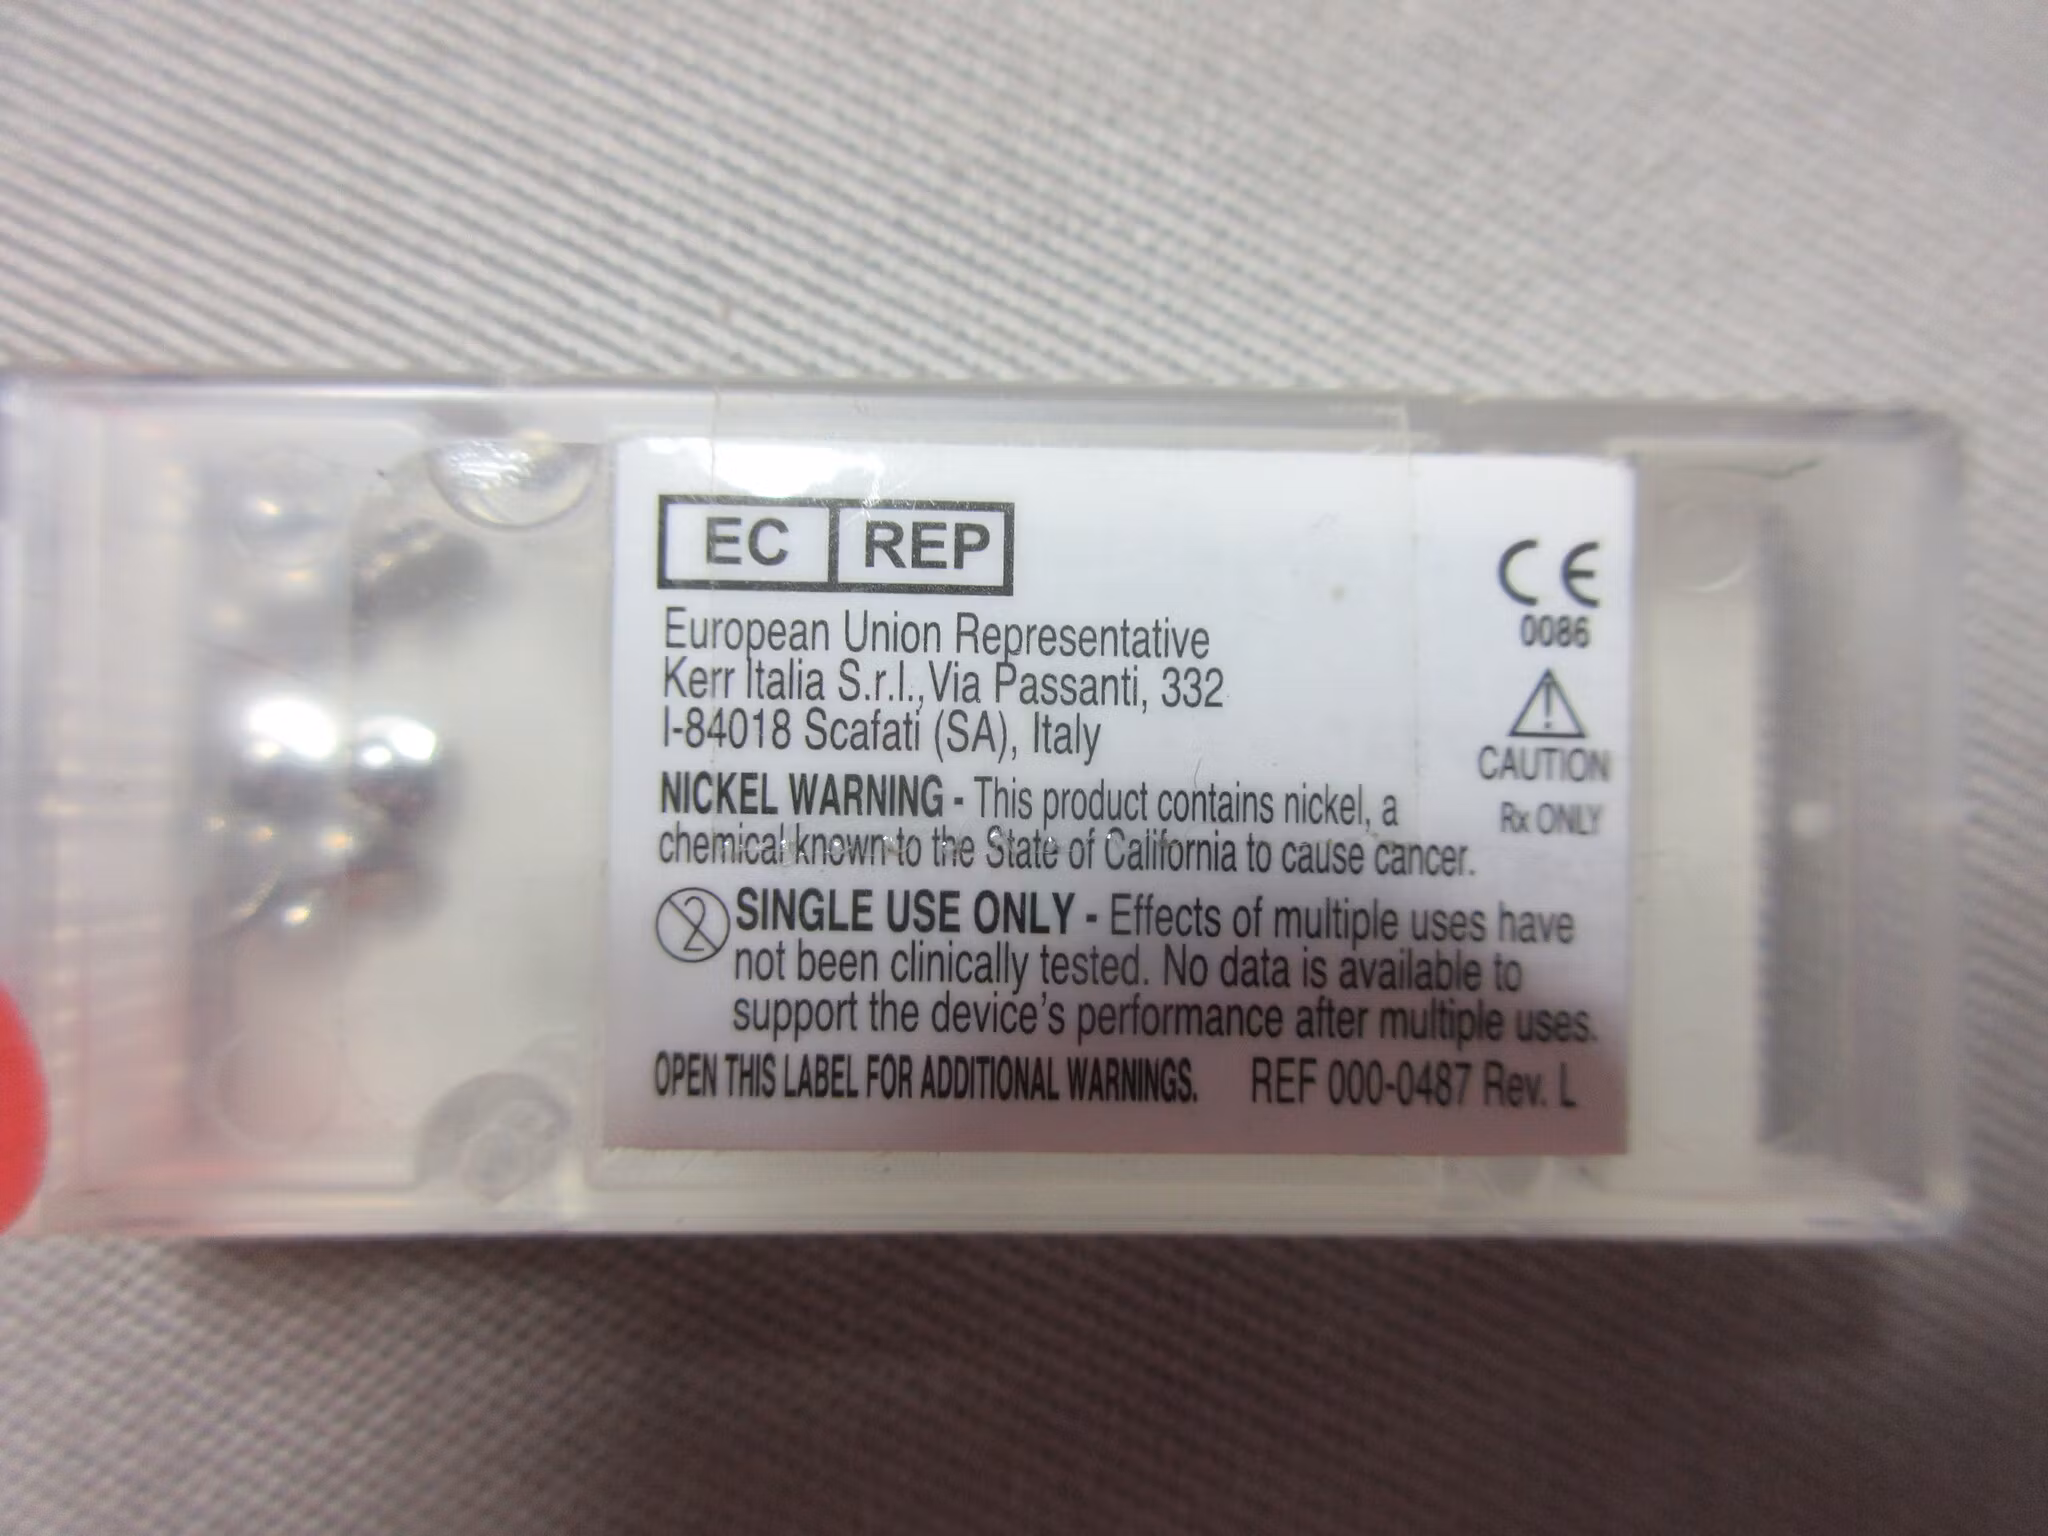 EC REP
European Union Representative
Kerr Italia S.r.l., Via Passanti, 332
I-84018 Scafati (SA), Italy
CE
0086
CAUTION
Rx ONLY
NICKEL WARNING - This product contains nickel, a
chemical known to the State of California to cause cancer.
2 SINGLE USE ONLY - Effects of multiple uses have
not been clinically tested. No data is available to
support the device's performance after multiple uses.
OPEN THIS LABEL FOR ADDITIONAL WARNINGS. REF 000-0487 Rev. L